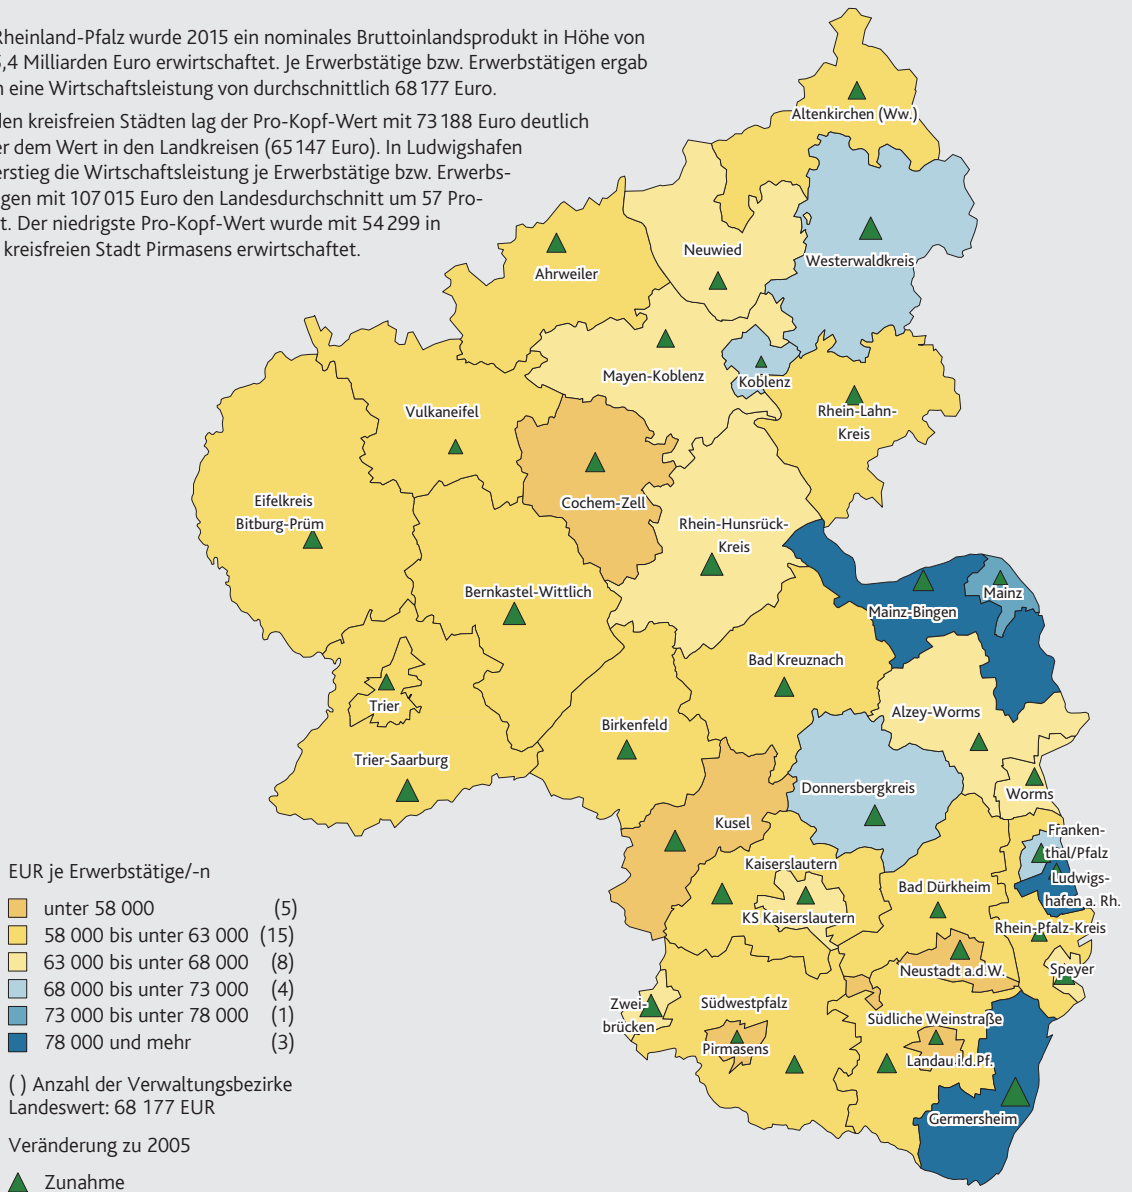 Rheinland-Pfalz wurde 2015 ein nominales Bruttoinlandsprodukt in Höhe von
,4 Milliarden Euro erwirtschaftet. Je Erwerbstätige bzw. Erwerbstätigen ergab
eine Wirtschaftsleistung von durchschnittlich 68 177 Euro.
den kreisfreien Städten lag der Pro-Kopf-Wert mit 73 188 Euro deutlich
dem Wert in den Landkreisen (65 147 Euro). In Ludwigshafen
erstieg die Wirtschaftsleistung je Erwerbstätige bzw. Erwerbs-
gen mit 107 015 Euro den Landesdurchschnitt um 57 Pro-
t. Der niedrigste Pro-Kopf-Wert wurde mit 54 299 in
kreisfreien Stadt Pirmasens erwirtschaftet.
Altenkirchen (Ww.)
Neuwied
Westerwaldkreis
Ahrweiler
Mayen-Koblenz
Koblenz
Vulkaneifel
Rhein-Lahn-
Kreis
Eifelkreis
Bitburg-Prüm
Cochem-Zell
Rhein-Hunsrück-
Kreis
Bernkastel-Wittlich
Mainz-Bingen
Mainz
Bad Kreuznach
Trier
Birkenfeld
Alzey-Worms
Trier-Saarburg
Donnersbergkreis
Worms
Kusel
Franken-
thal/Pfalz
Kaiserslautern
Ludwigs-
hafen a. Rh.
Bad Dürkheim
KS Kaiserslautern
Rhein-Pfalz-Kreis
Neustadt a.d.W.
Speyer
Zwei-
brücken
Südwestpfalz
Südliche Weinstraße
Pirmasens
Landau i.d.Pf.
Germersheim
EUR je Erwerbstätige/-n
unter 58 000 (5)
58 000 bis unter 63 000 (15)
63 000 bis unter 68 000 (8)
68 000 bis unter 73 000 (4)
73 000 bis unter 78 000 (1)
78 000 und mehr (3)
( ) Anzahl der Verwaltungsbezirke
Landeswert: 68 177 EUR
Veränderung zu 2005
Zunahme